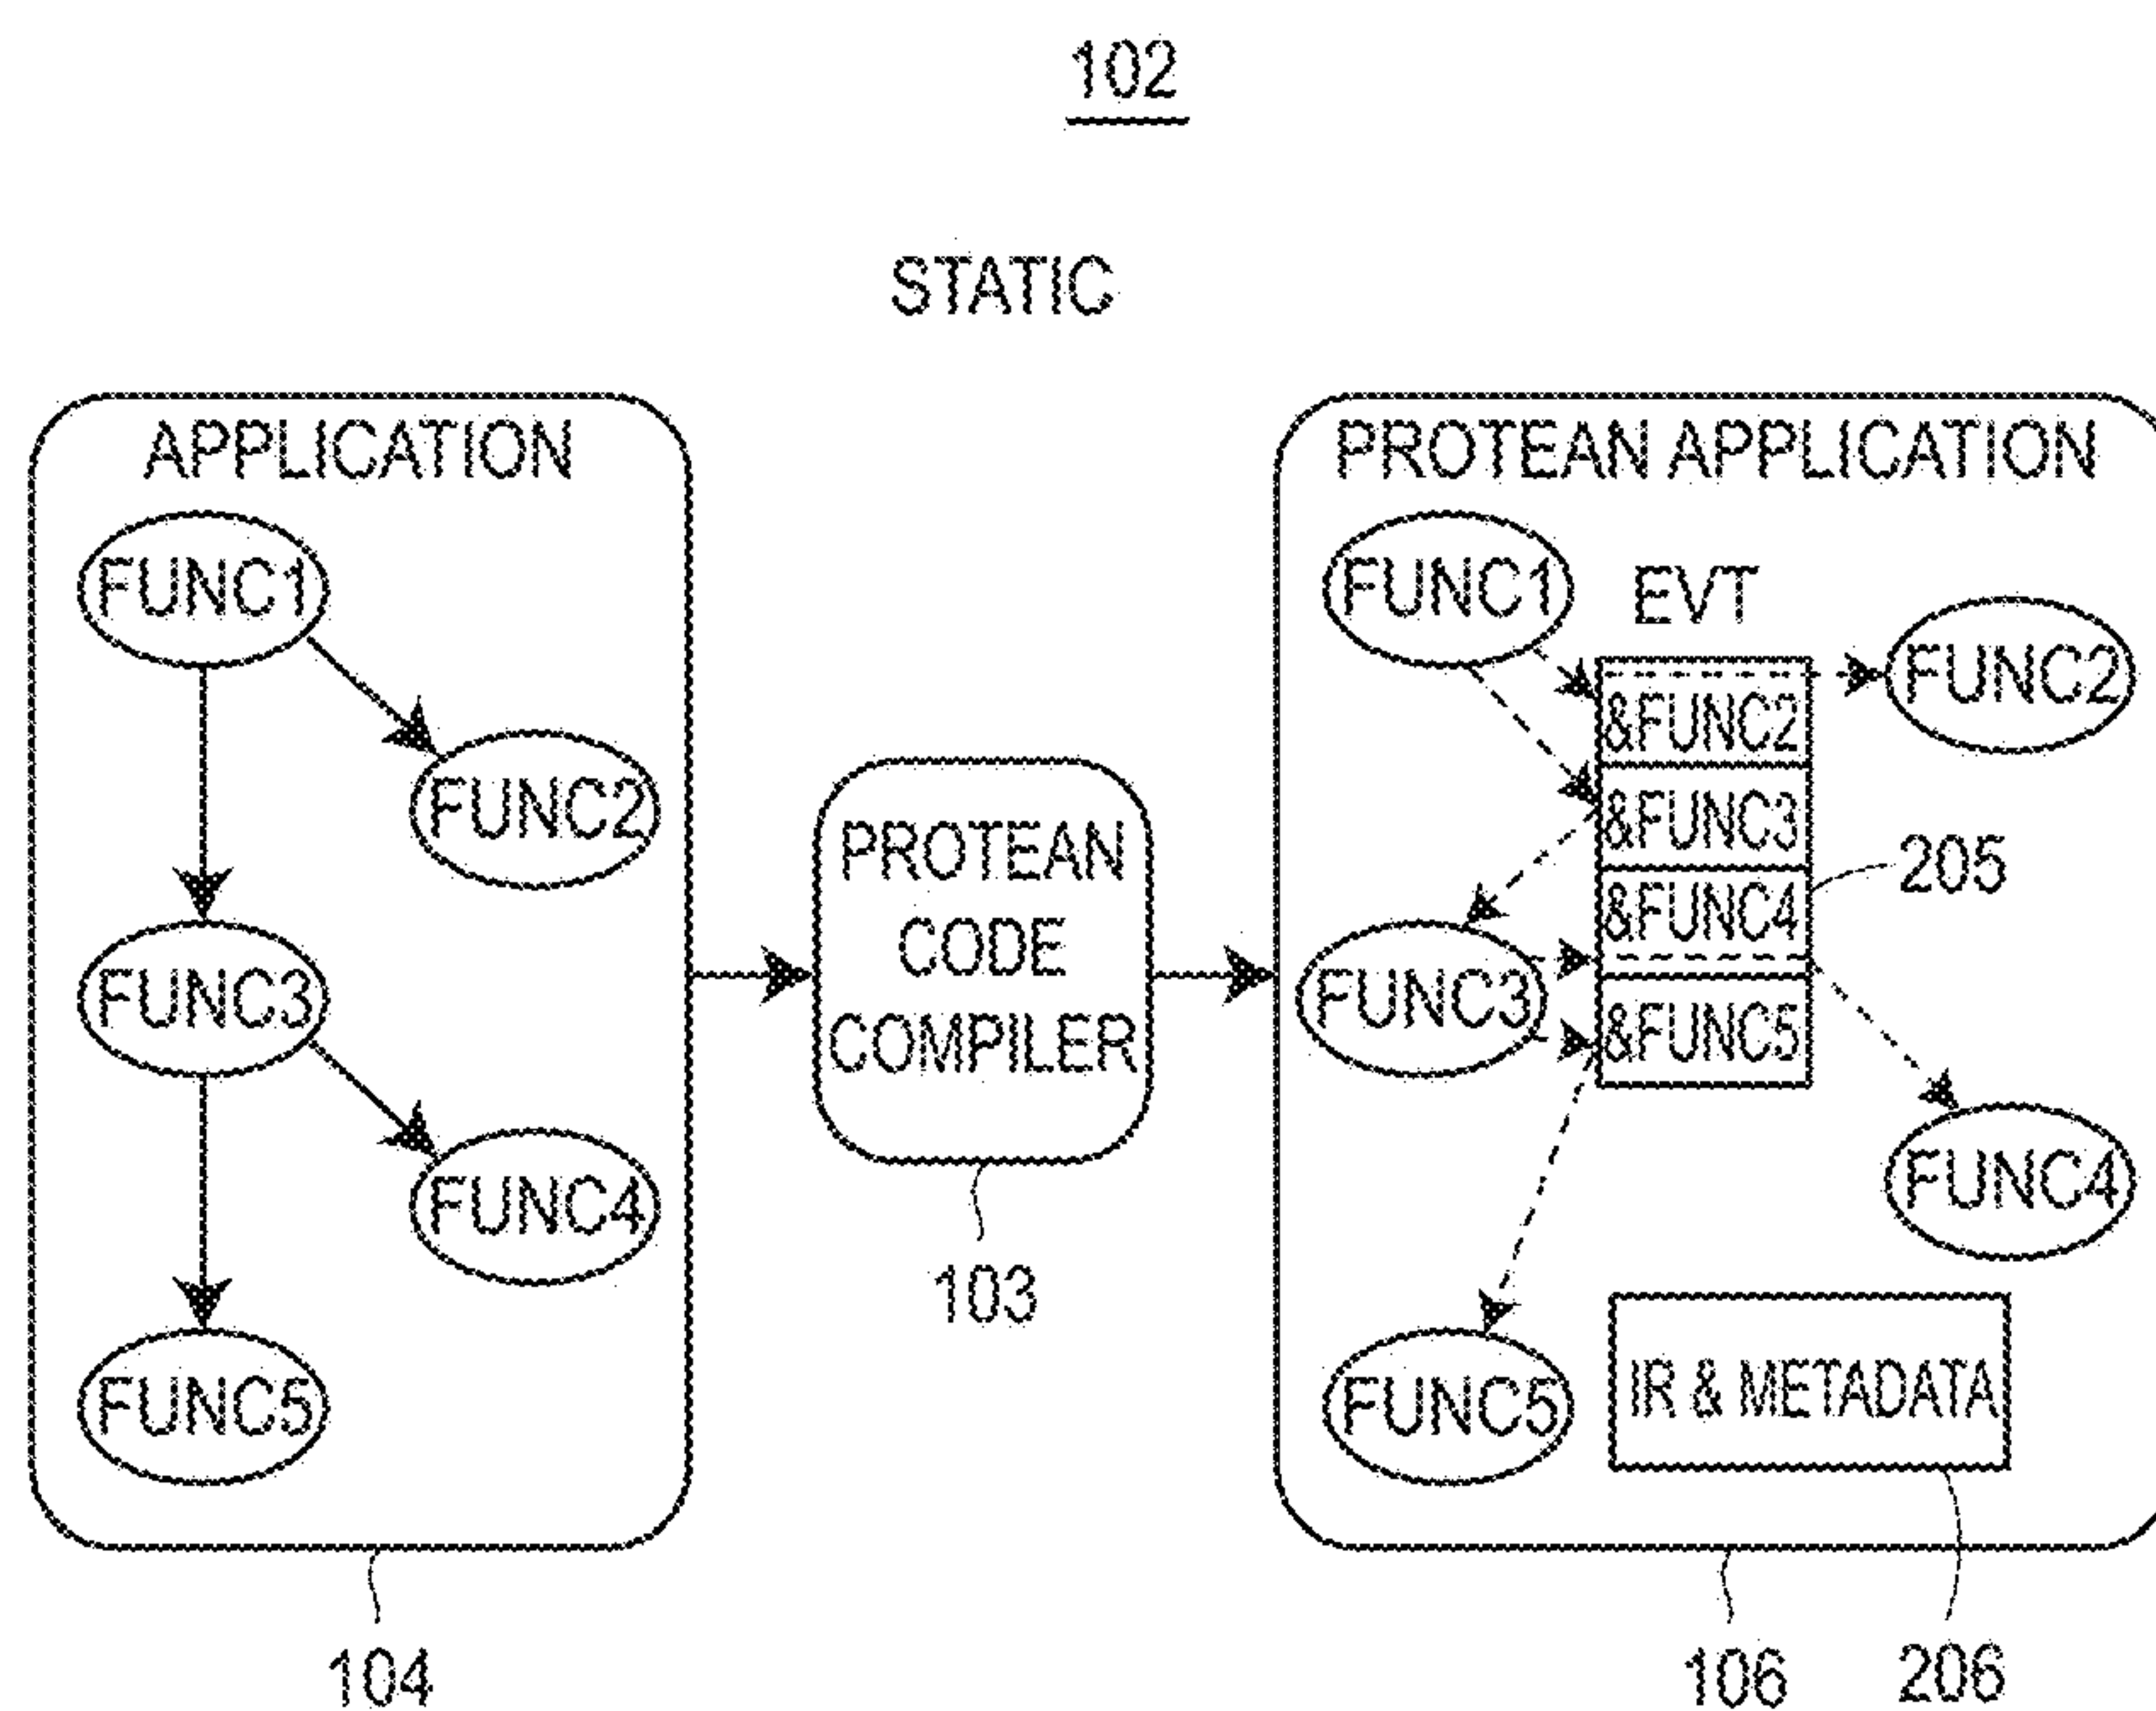 102
STATIC
APPLICATION
FUNC1
FUNC2
FUNC3
FUNC4
FUNC5
104
PROTEAN
CODE
COMPILER
103
PROTEAN APPLICATION
FUNC1
EVT
FUNC2
&FUNC2
&FUNC3
&FUNC4
205
FUNC3
&FUNC5
FUNC4
FUNC5
IR & METADATA
106
206